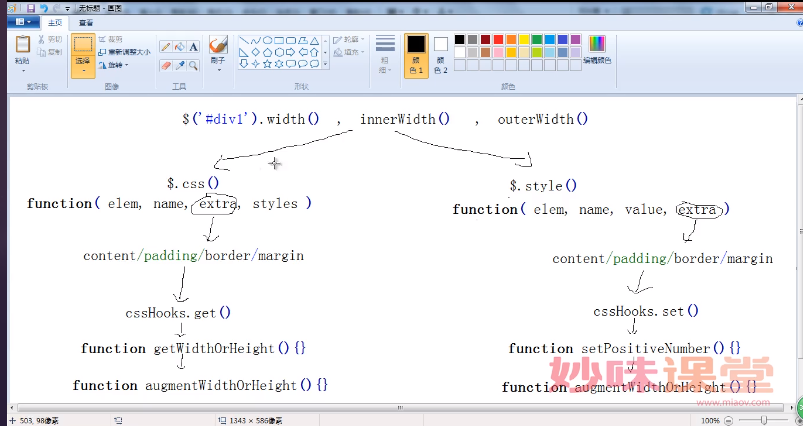 无标题 - 画图
主页 查看
粘贴
剪切
复制
选择
裁剪
重新调整大小
旋转
A
刷子
轮廓
填充
粗细
颜色 1
颜色 2
编辑颜色
剪贴板 图像 工具 形状 颜色
$('#div1').width() , innerWidth() , outerWidth()
$.css()
function( elem, name, extra, styles )
content/padding/border/margin
cssHooks.get()
function getWidthOrHeight(){}
function augmentWidthOrHeight(){}
$.style()
function( elem, name, value, extra)
content/padding/border/margin
cssHooks.set()
function setPositiveNumber(){}
function augmentWidthOrHeight(){}
妙味课堂
www.miaov.com
503, 98像素 1343 × 586像素 100%